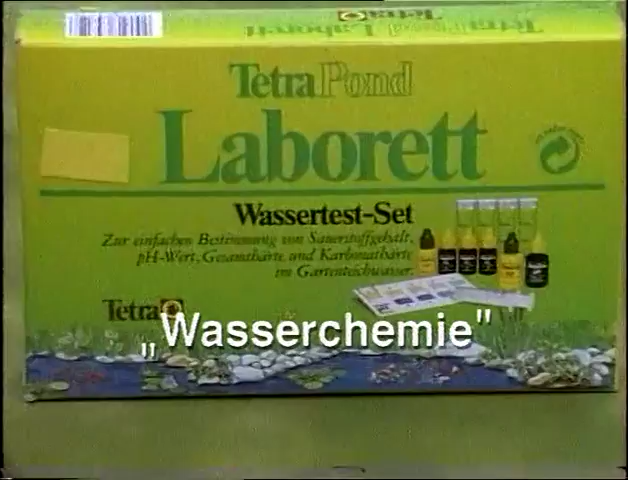 TetraPond
Laborett
Wassertest-Set
Zur einfachen Bestimmung von Sauerstoffgehalt,
pH-Wert, Gesamthärte und Karbonathärte
im Gartenteichwasser.
Tetra
„Wasserchemie"